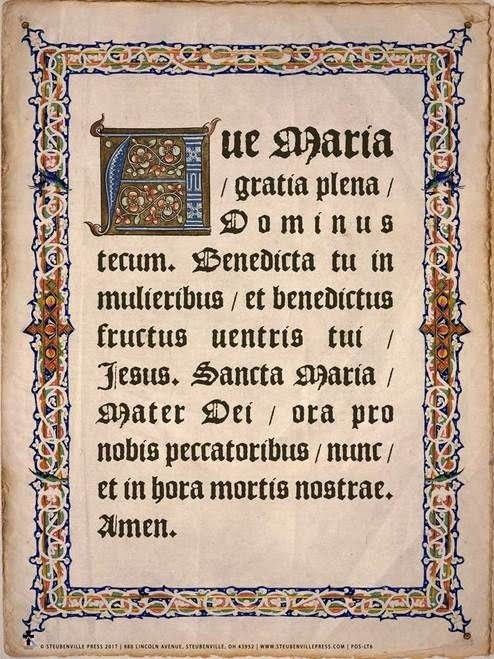 Aue Maria
/ gratia plena /
Dominus
tecum. Benedicta tu in
mulieribus / et benedictus
fructus uentris tui /
Jesus. Sancta Maria /
Mater Dei / ora pro
nobis peccatoribus / nunc /
et in hora mortis nostrae.
Amen.
© STEUBENVILLE PRESS 2017 | 988 LINCOLN AVENUE, STEUBENVILLE, OH 43952 | WWW.STEUBENVILLEPRESS.COM | POS-LT6